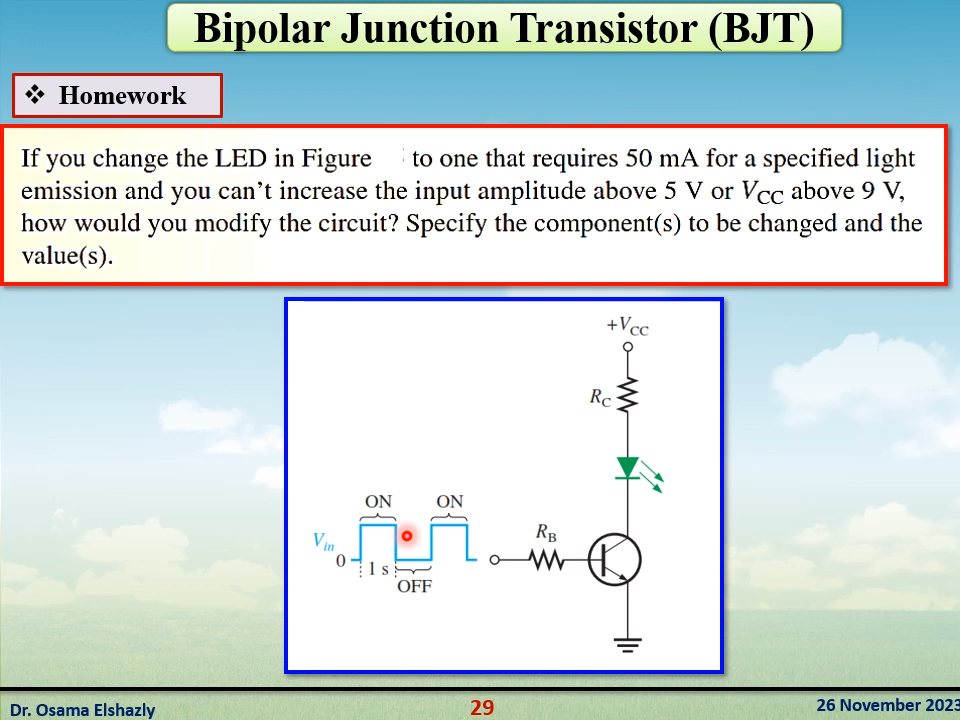 Bipolar Junction Transistor (BJT)
❖ Homework
If you change the LED in Figure to one that requires 50 mA for a specified light
emission and you can't increase the input amplitude above 5 V or VCC above 9 V,
how would you modify the circuit? Specify the component(s) to be changed and the
value(s).
+VCC
RC
ON ON
Vin
RB
0
1 s
OFF
Dr. Osama Elshazly
29
26 November 2023